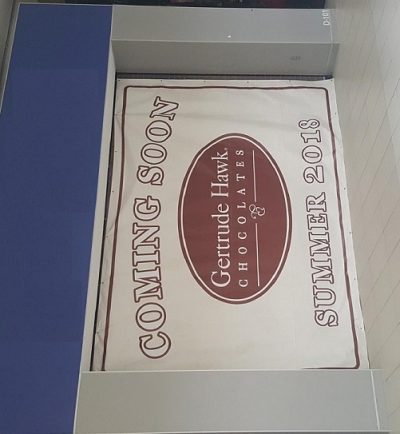 COMING SOON
Gertrude Hawk
CHOCOLATES
SUMMER 2018